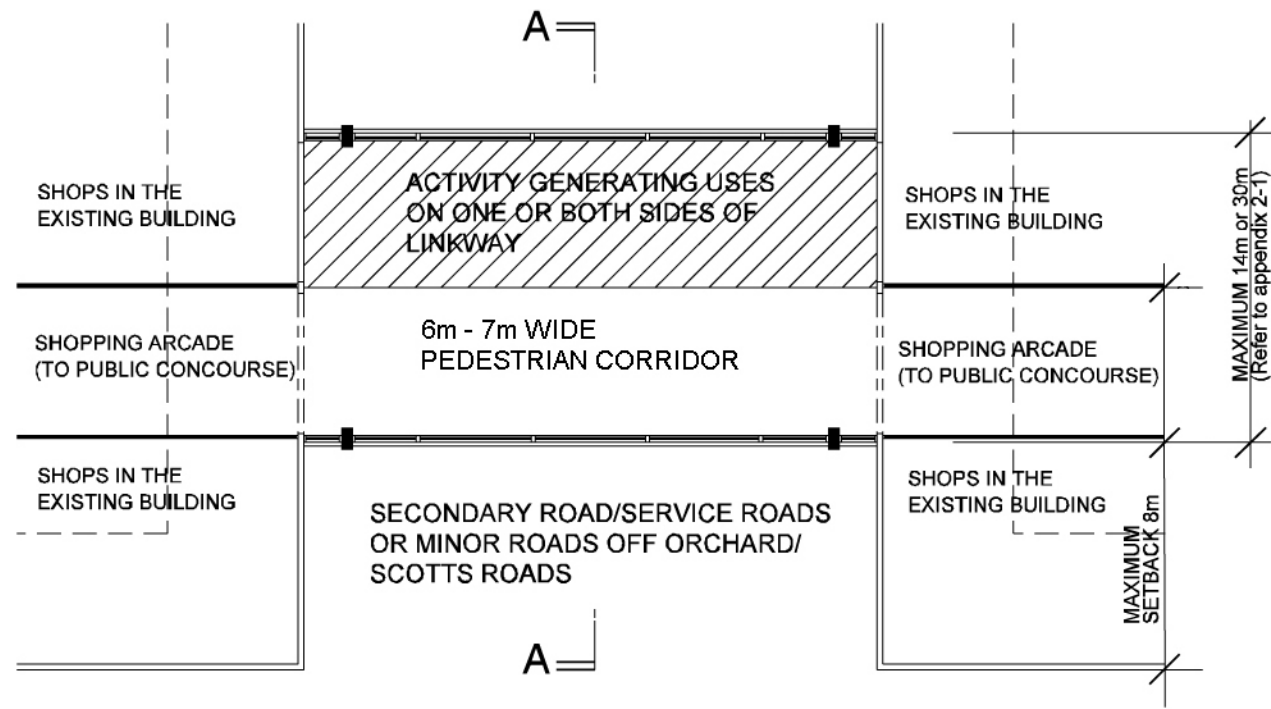 A
SHOPS IN THE
EXISTING BUILDING
ACTIVITY GENERATING USES
ON ONE OR BOTH SIDES OF
LINKWAY
SHOPS IN THE
EXISTING BUILDING
MAXIMUM 14m or 30m
(Refer to appendix 2-1)
SHOPPING ARCADE
(TO PUBLIC CONCOURSE)
6m - 7m WIDE
PEDESTRIAN CORRIDOR
SHOPPING ARCADE
(TO PUBLIC CONCOURSE)
SHOPS IN THE
EXISTING BUILDING
SECONDARY ROAD/SERVICE ROADS
OR MINOR ROADS OFF ORCHARD/
SCOTTS ROADS
SHOPS IN THE
EXISTING BUILDING
MAXIMUM
SETBACK 8m
A